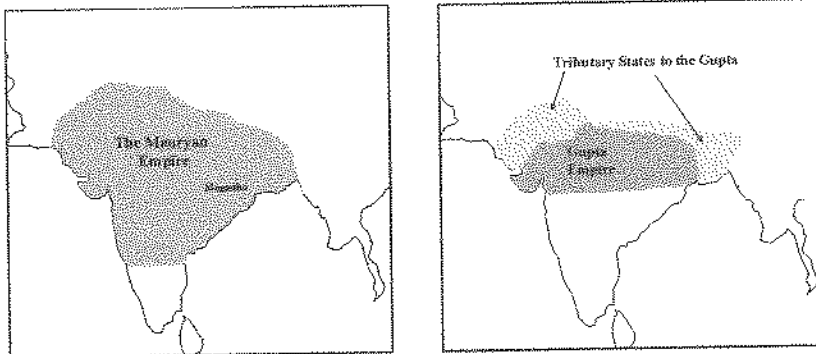 The Mauryan
Empire
Magadha
Tributary States to the Gupta
Gupta
Empire